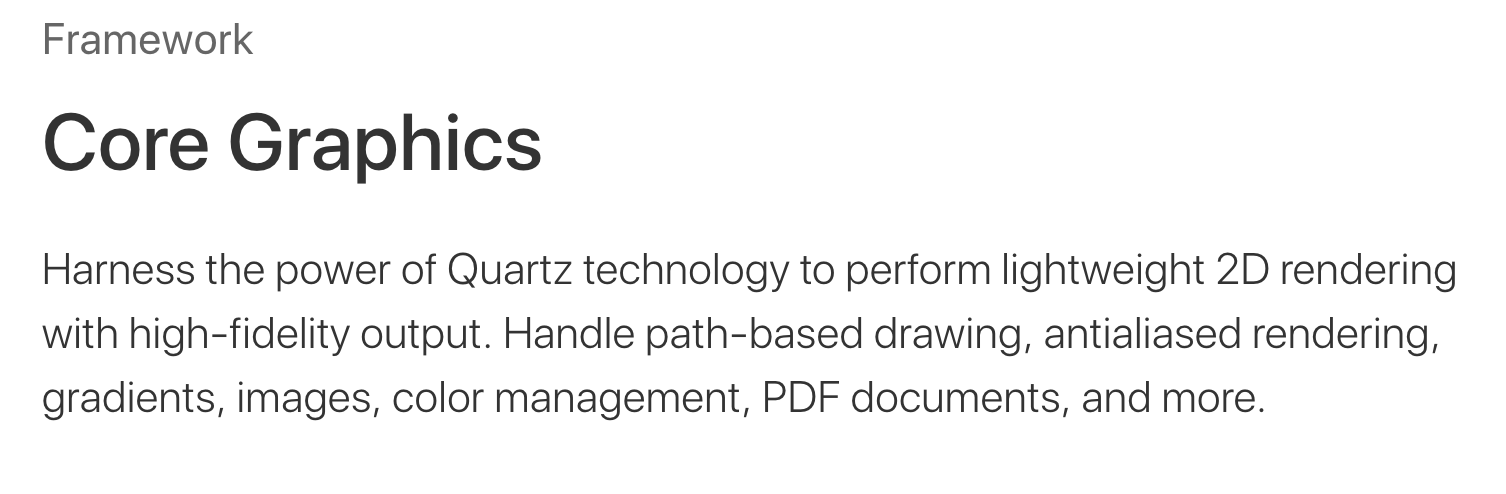 Framework
Core Graphics
Harness the power of Quartz technology to perform lightweight 2D rendering
with high-fidelity output. Handle path-based drawing, antialiased rendering,
gradients, images, color management, PDF documents, and more.